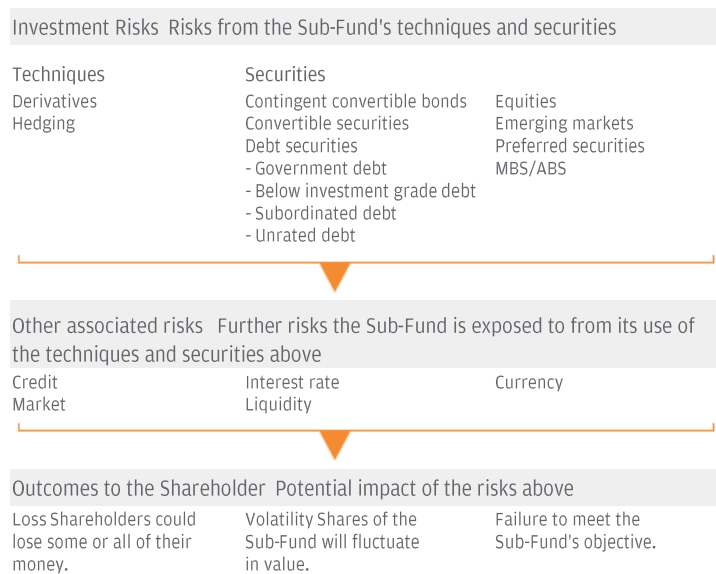 Investment Risks Risks from the Sub-Fund's techniques and securities
Techniques
Derivatives
Hedging
Securities
Contingent convertible bonds
Convertible securities
Debt securities
- Government debt
- Below investment grade debt
- Subordinated debt
- Unrated debt
Equities
Emerging markets
Preferred securities
MBS/ABS
Other associated risks Further risks the Sub-Fund is exposed to from its use of
the techniques and securities above
Credit
Market
Interest rate
Liquidity
Currency
Outcomes to the Shareholder Potential impact of the risks above
Loss Shareholders could
lose some or all of their
money.
Volatility Shares of the
Sub-Fund will fluctuate
in value.
Failure to meet the
Sub-Fund's objective.